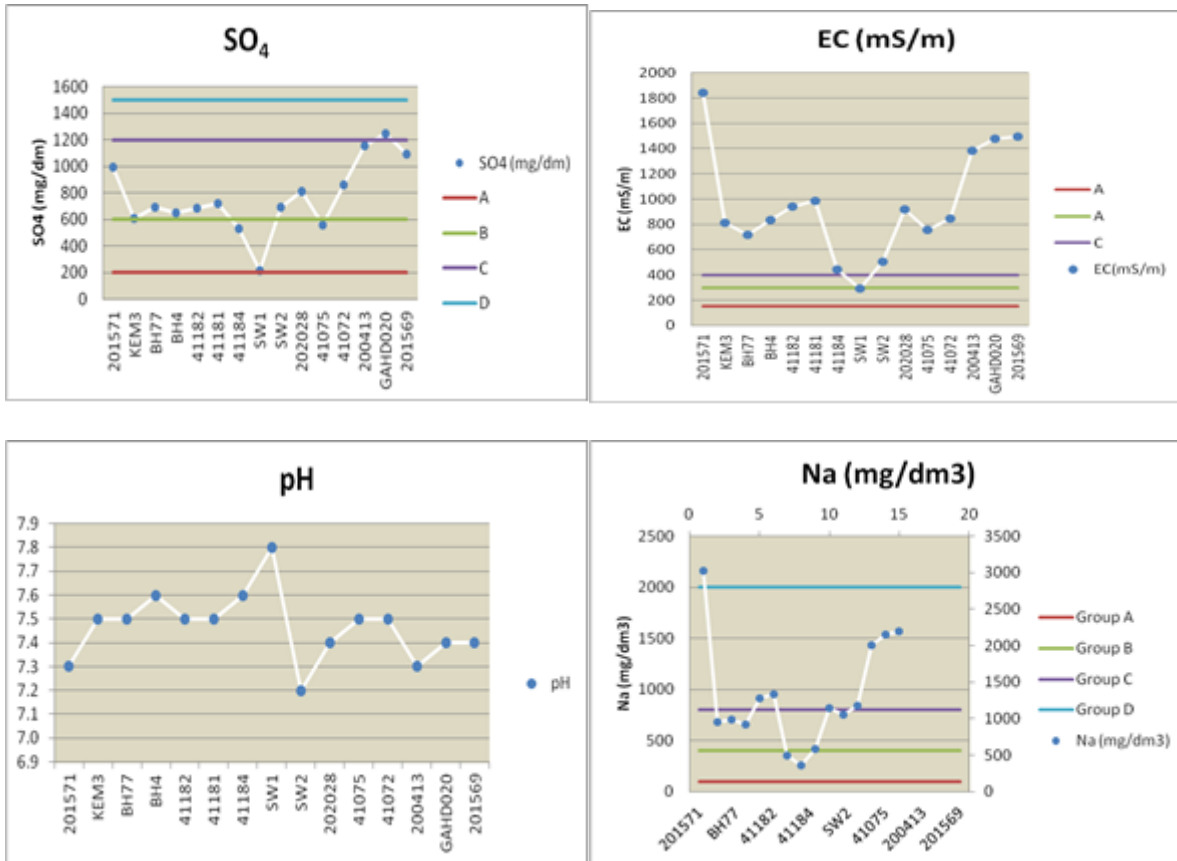 SO₄
SO4 (mg/dm)
1600
1400
1200
1000
800
600
400
200
0
201571
KEM3
BH77
BH4
41182
41181
41184
SW1
SW2
202028
41075
41072
200413
GAHD020
201569
SO4 (mg/dm)
A
B
C
D
EC (mS/m)
EC (mS/m)
2000
1800
1600
1400
1200
1000
800
600
400
200
0
201571
KEM3
BH77
BH4
41182
41181
41184
SW1
SW2
202028
41075
41072
200413
GAHD020
201569
A
A
C
EC(mS/m)
pH
7.9
7.8
7.7
7.6
7.5
7.4
7.3
7.2
7.1
7.0
6.9
201571
KEM3
BH77
BH4
41182
41181
41184
SW1
SW2
202028
41075
41072
200413
GAHD020
201569
pH
Na (mg/dm3)
0 5 10 15 20
Na (mg/dm3)
2500
2000
1500
1000
500
0
3500
3000
2500
2000
1500
1000
500
0
201571
BH77
41182
41184
SW2
41075
200413
201569
Group A
Group B
Group C
Group D
Na (mg/dm3)